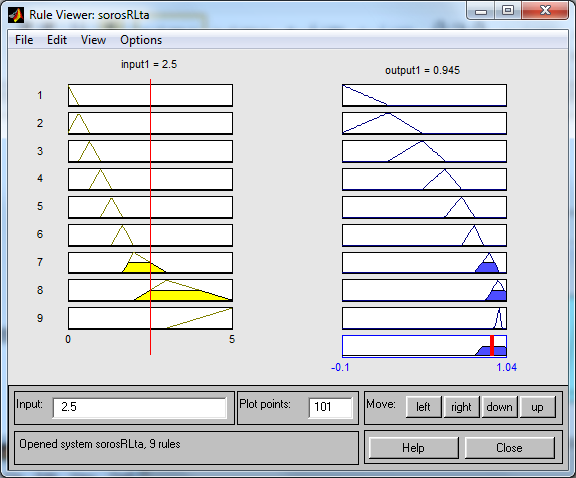 Rule Viewer: sorosRLta
File Edit View Options
input1 = 2.5
output1 = 0.945
1
2
3
4
5
6
7
8
9
0 5
-0.1 1.04
Input: 2.5
Plot points: 101
Move: left right down up
Opened system sorosRLta, 9 rules
Help Close